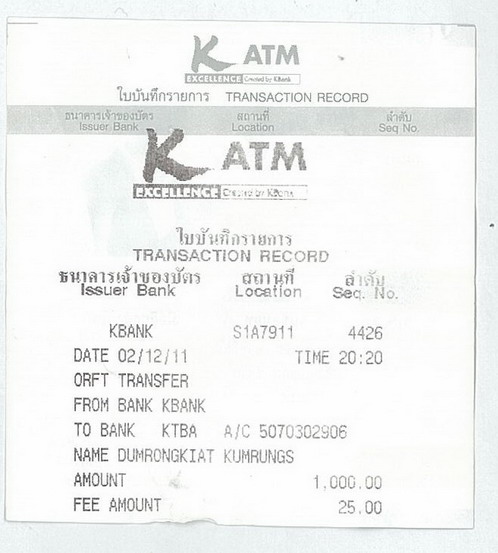 K ATM
EXCELLENCE Created by KBank
ใบบันทึกรายการ TRANSACTION RECORD
ธนาคารเจ้าของบัตร สถานที่ ลำดับ
Issuer Bank Location Seq No.
K ATM
EXCELLENCE Created by KBank
ใบบันทึกรายการ
TRANSACTION RECORD
ธนาคารเจ้าของบัตร สถานที่ ลำดับ
Issuer Bank Location Seq. No.
KBANK S1A7911 4426
DATE 02/12/11 TIME 20:20
ORFT TRANSFER
FROM BANK KBANK
TO BANK KTBA A/C 5070302906
NAME DUMRONGKIAT KUMRUNGS
AMOUNT 1,000.00
FEE AMOUNT 25.00